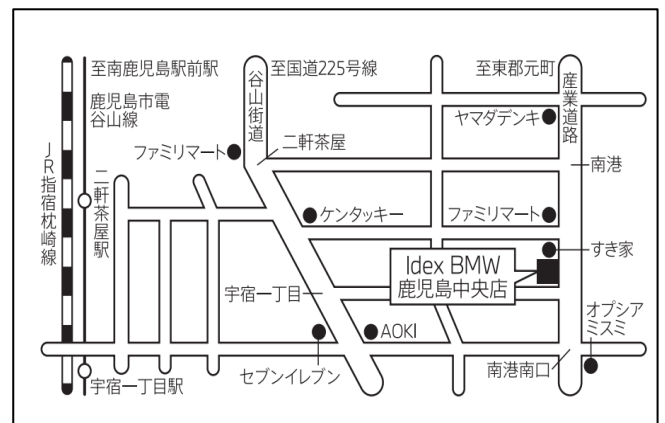 至南鹿児島駅前駅
鹿児島市電
谷山線
JR指宿枕崎線
二軒茶屋駅
宇宿一丁目駅
谷山街道
至国道225号線
二軒茶屋
ファミリマート
ケンタッキー
宇宿一丁目
セブンイレブン
AOKI
至東郡元町
産業道路
ヤマダデンキ
南港
ファミリマート
すき家
Idex BMW
鹿児島中央店
オプシア
ミスミ
南港南口